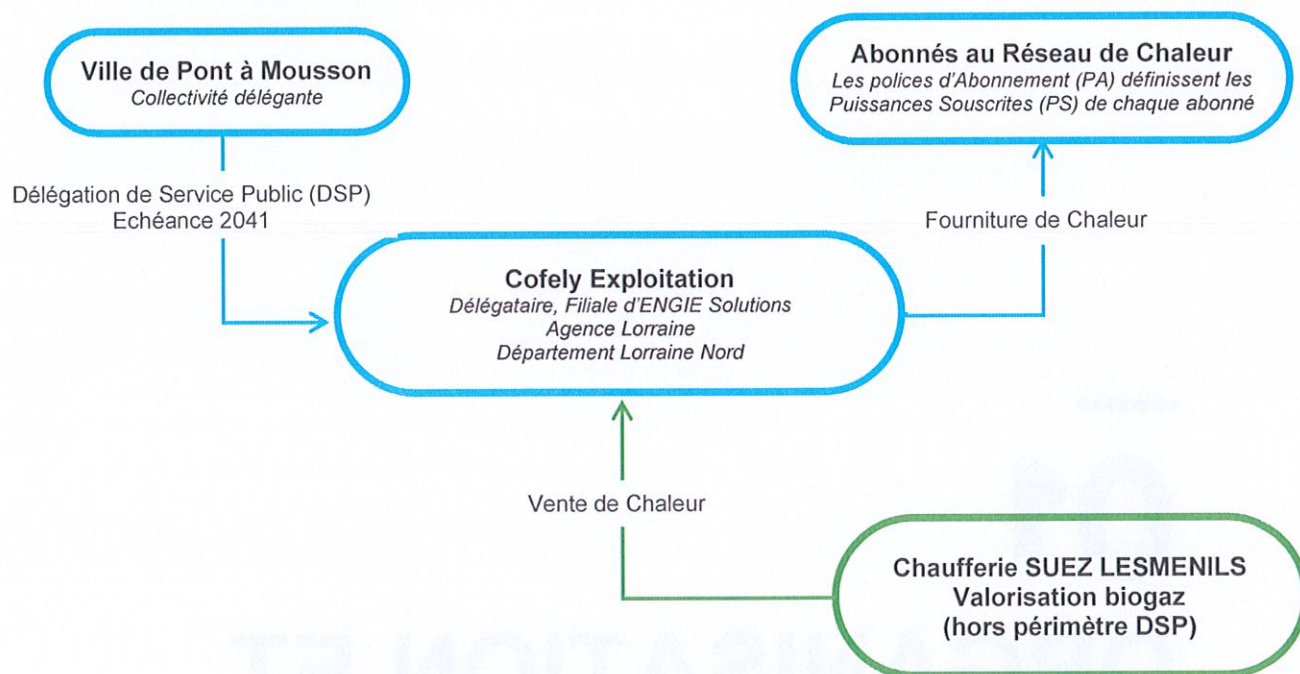 Ville de Pont à Mousson
Collectivité délégante
Abonnés au Réseau de Chaleur
Les polices d'Abonnement (PA) définissent les
Puissances Souscrites (PS) de chaque abonné
Délégation de Service Public (DSP)
Echéance 2041
Fourniture de Chaleur
Cofely Exploitation
Délégataire, Filiale d'ENGIE Solutions
Agence Lorraine
Département Lorraine Nord
Vente de Chaleur
Chaufferie SUEZ LESMENILS
Valorisation biogaz
(hors périmètre DSP)